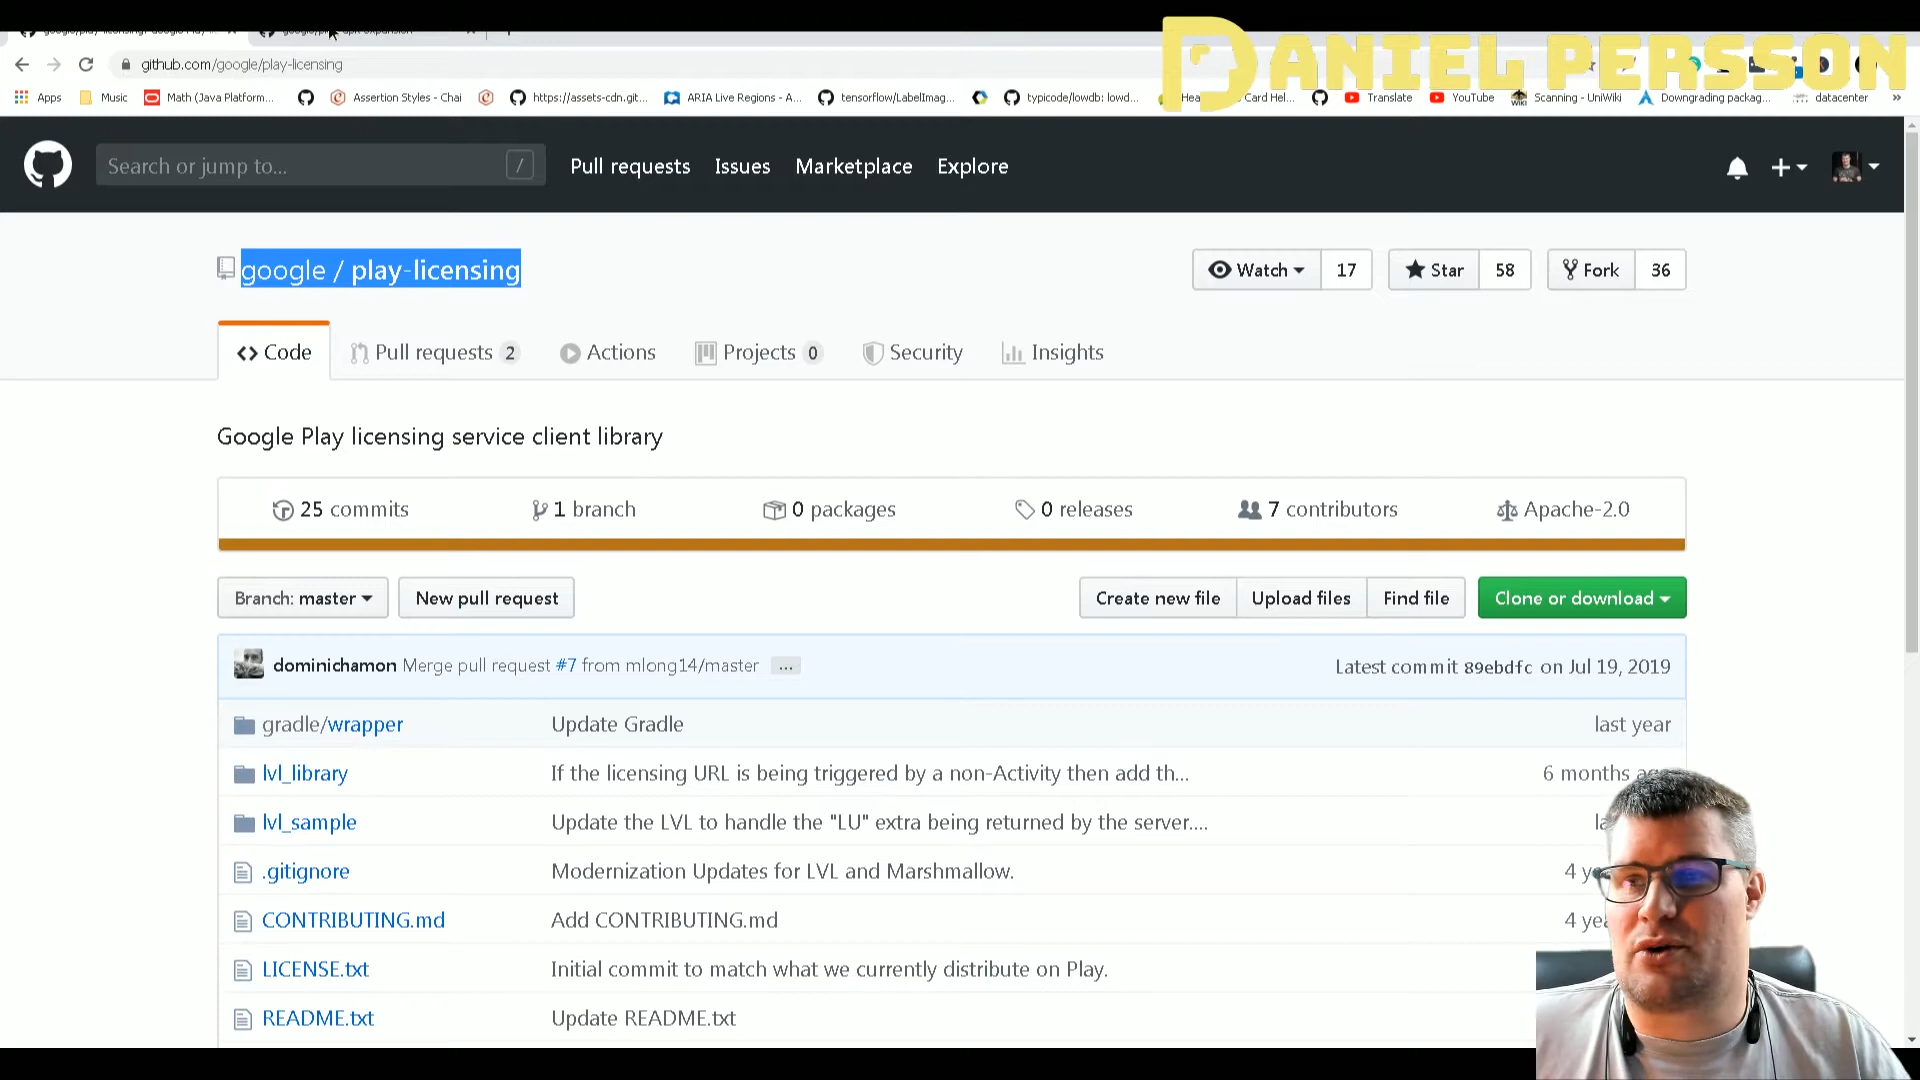 DANIEL PERSSON
github.com/google/play-licensing
Apps Music Math (Java Platform... Assertion Styles - Chai https://assets-cdn.git... ARIA Live Regions - A... tensorflow/LabelImag... typicode/lowdb: lowd... Card Hel... Translate YouTube Scanning - UniWiki Downgrading packag... datacenter »
Search or jump to... / Pull requests Issues Marketplace Explore
google / play-licensing
Watch 17 Star 58 Fork 36
Code Pull requests 2 Actions Projects 0 Security Insights
Google Play licensing service client library
25 commits 1 branch 0 packages 0 releases 7 contributors Apache-2.0
Branch: master New pull request Create new file Upload files Find file Clone or download
dominichamon Merge pull request #7 from mlong14/master ... Latest commit 89ebdfc on Jul 19, 2019
gradle/wrapper Update Gradle last year
lvl_library If the licensing URL is being triggered by a non-Activity then add th... 6 months
lvl_sample Update the LVL to handle the "LU" extra being returned by the server....
.gitignore Modernization Updates for LVL and Marshmallow. 4
CONTRIBUTING.md Add CONTRIBUTING.md 4
LICENSE.txt Initial commit to match what we currently distribute on Play.
README.txt Update README.txt